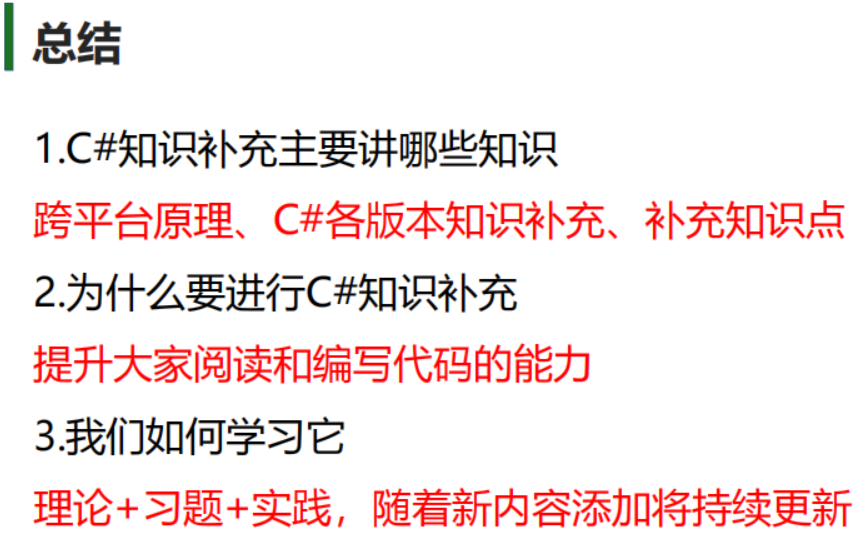 总结
1.C#知识补充主要讲哪些知识
跨平台原理、C#各版本知识补充、补充知识点
2.为什么要进行C#知识补充
提升大家阅读和编写代码的能力
3.我们如何学习它
理论+习题+实践，随着新内容添加将持续更新